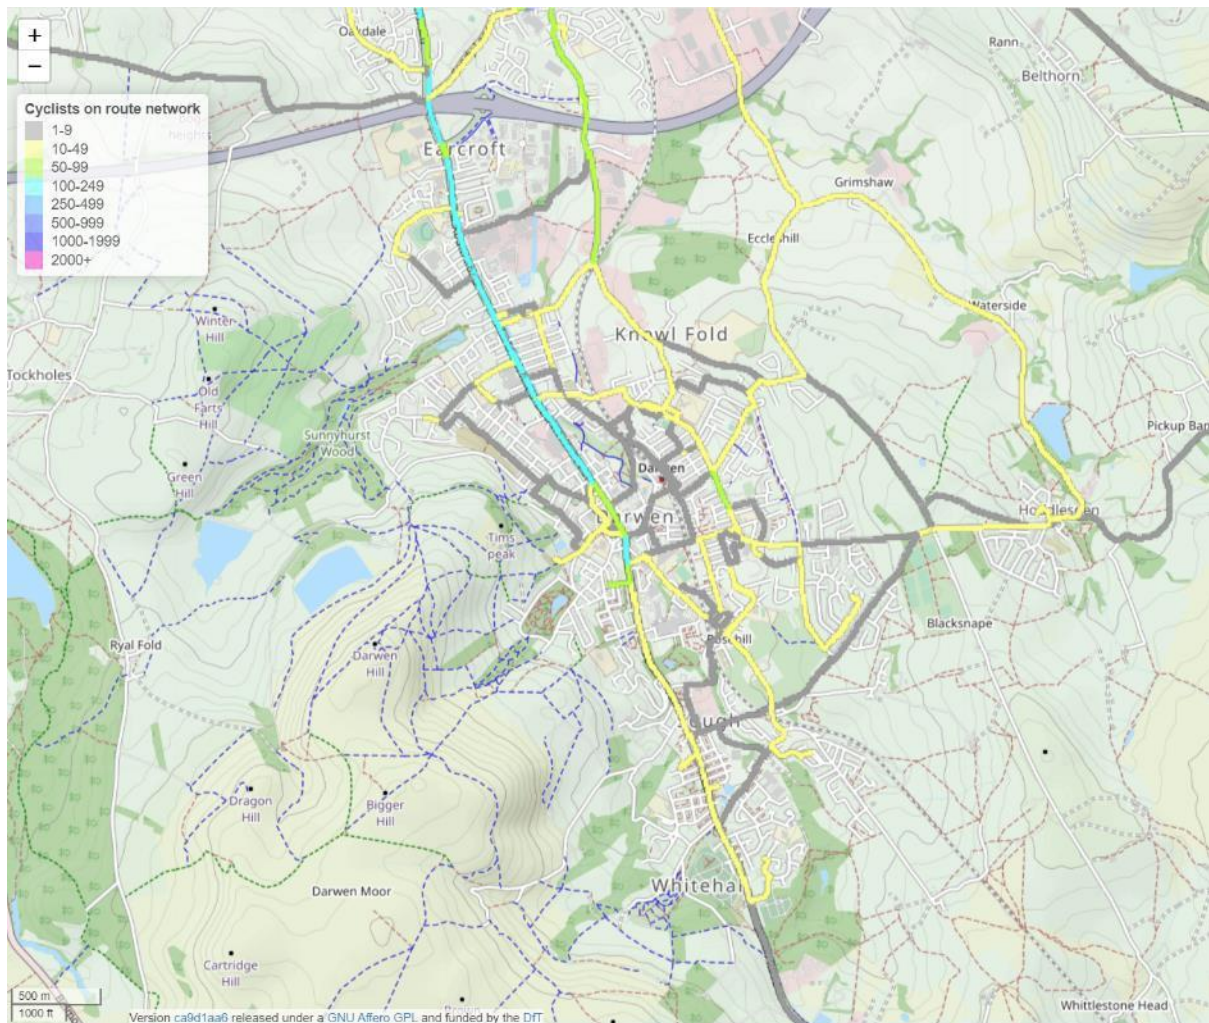 +
−
Cyclists on route network
1-9
10-49
50-99
100-249
250-499
500-999
1000-1999
2000+
Oakdale
Rann
Belthorn
Earcroft
Grimshaw
Eccleshill
Waterside
Winter
Hill
Knowl Fold
Tockholes
Old
Farts
Hill
Sunnyhurst
Wood
Pickup
Green
Hill
Darwen
Hoddlesden
Darwen
Tims
peak
Blacksnape
Ryal Fold
Rosehill
Darwen
Hill
Dragon
Hill
Bigger
Hill
Darwen Moor
Cartridge
Hill
Whittlestone Head
500 m
1000 ft
Version ca9d1aa6 released under a GNU Affero GPL and funded by the DfT